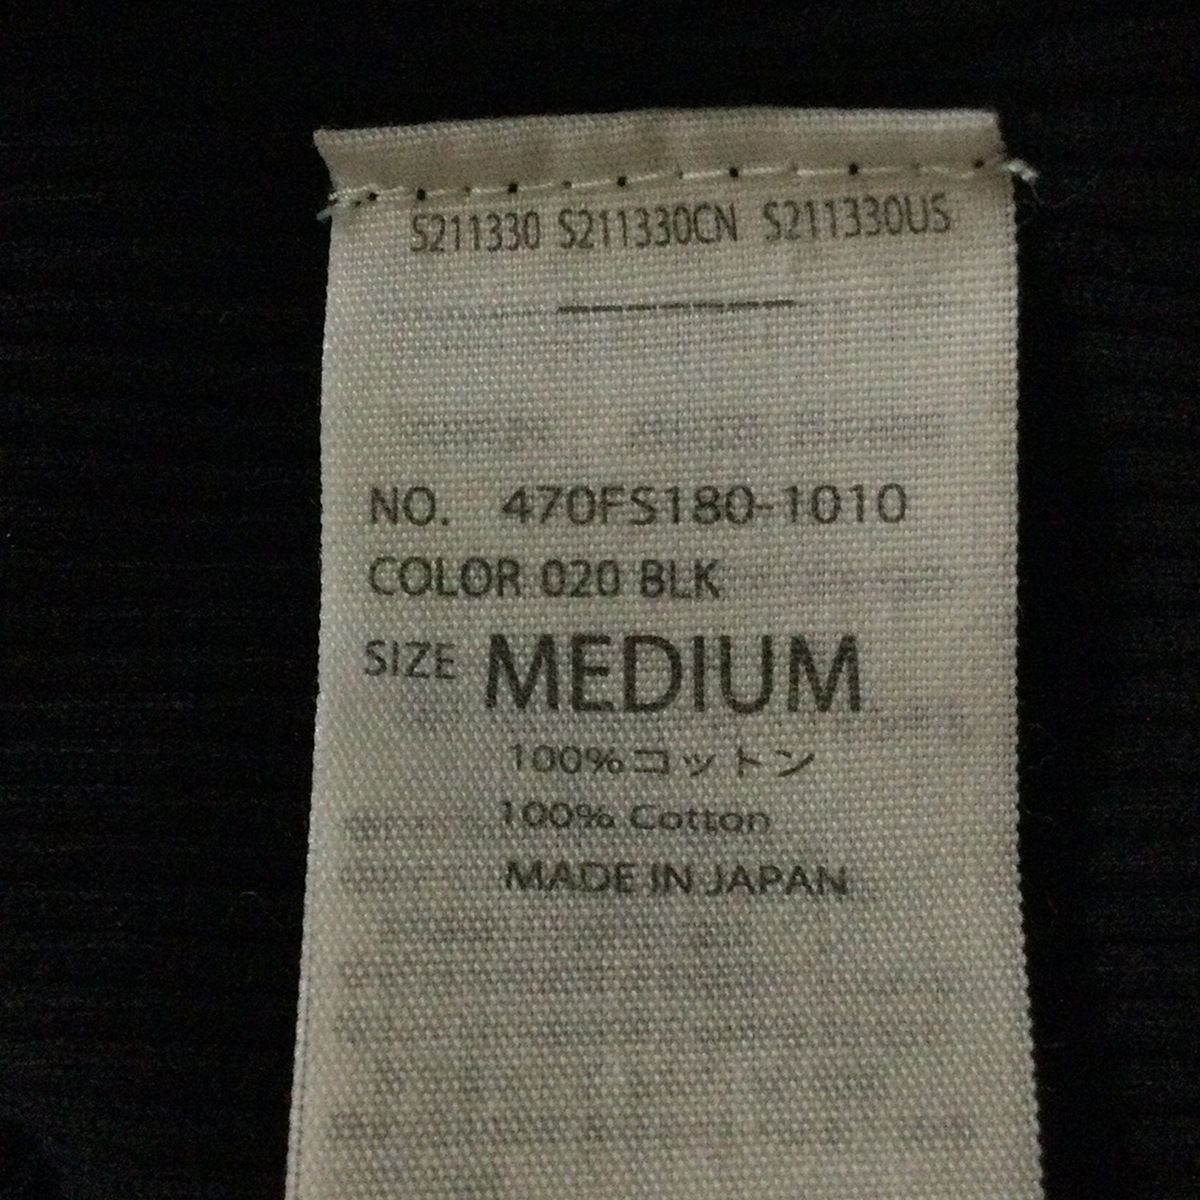 S211330 S211330CN S211330US
NO. 470FS180-1010
COLOR 020 BLK
SIZE MEDIUM
100%コットン
100% Cotton
MADE IN JAPAN